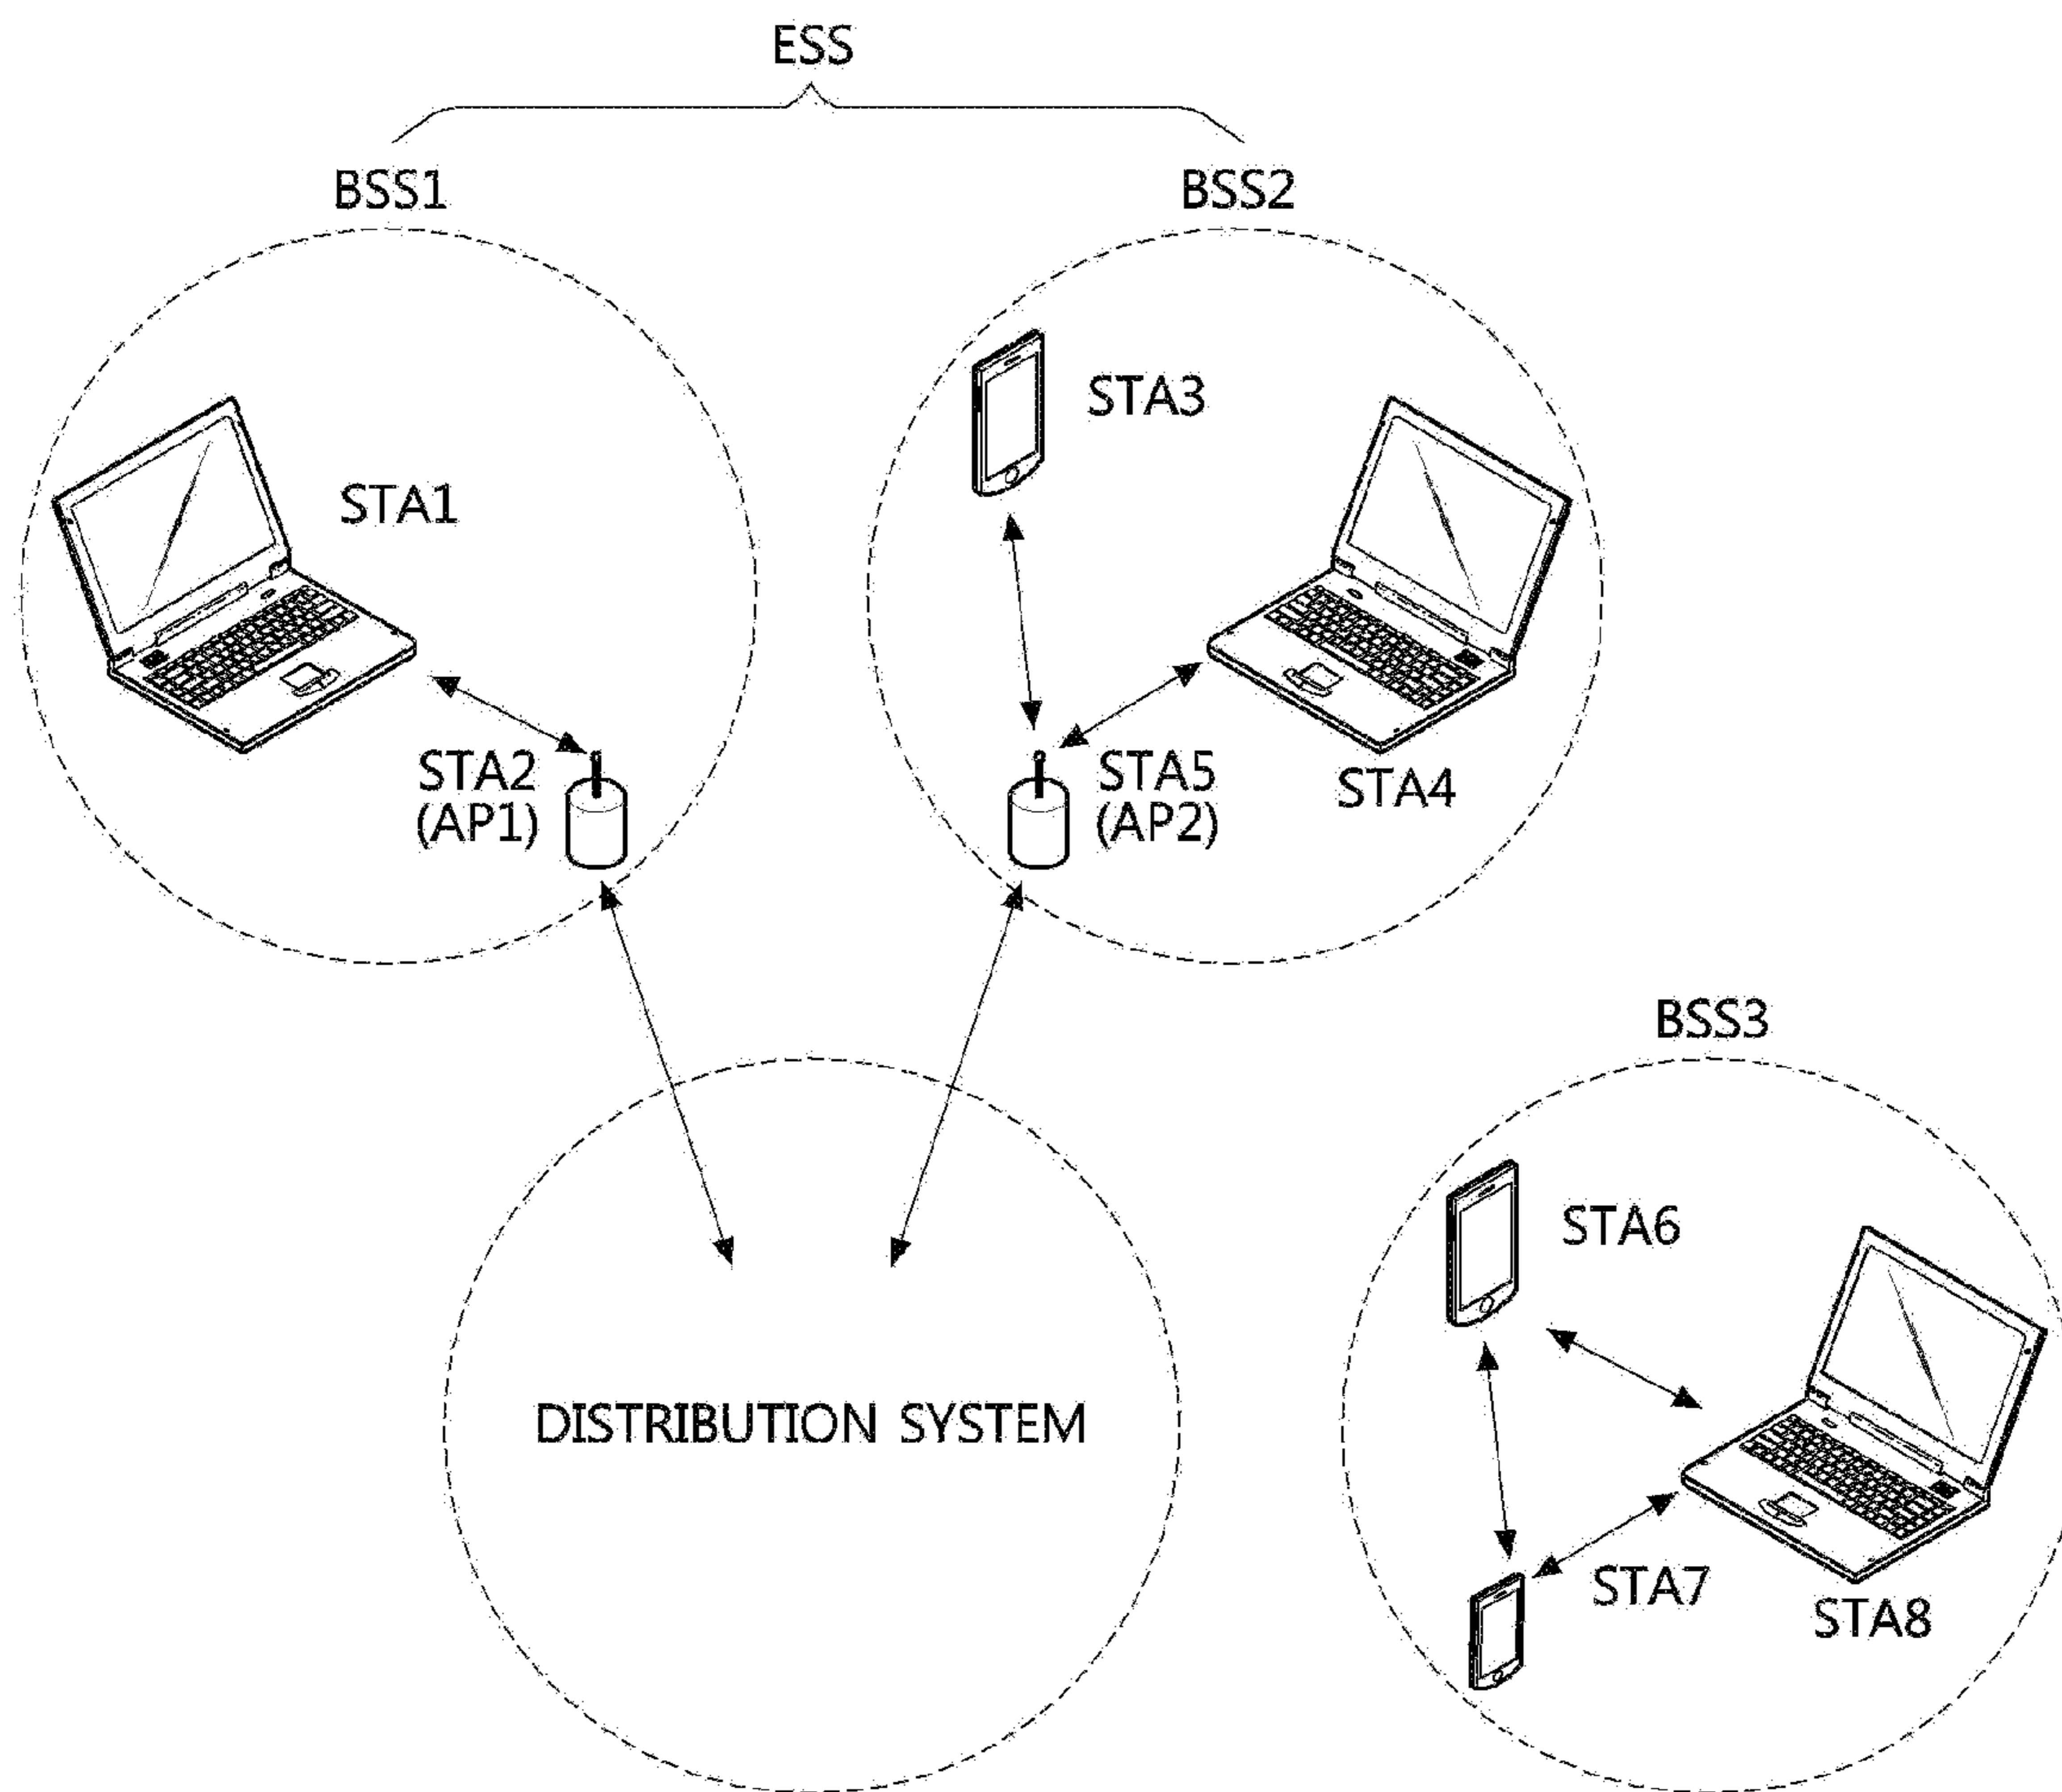 ESS
BSS1
BSS2
STA3
STA1
STA2
(AP1)
STA5
(AP2)
STA4
BSS3
STA6
DISTRIBUTION SYSTEM
STA7
STA8